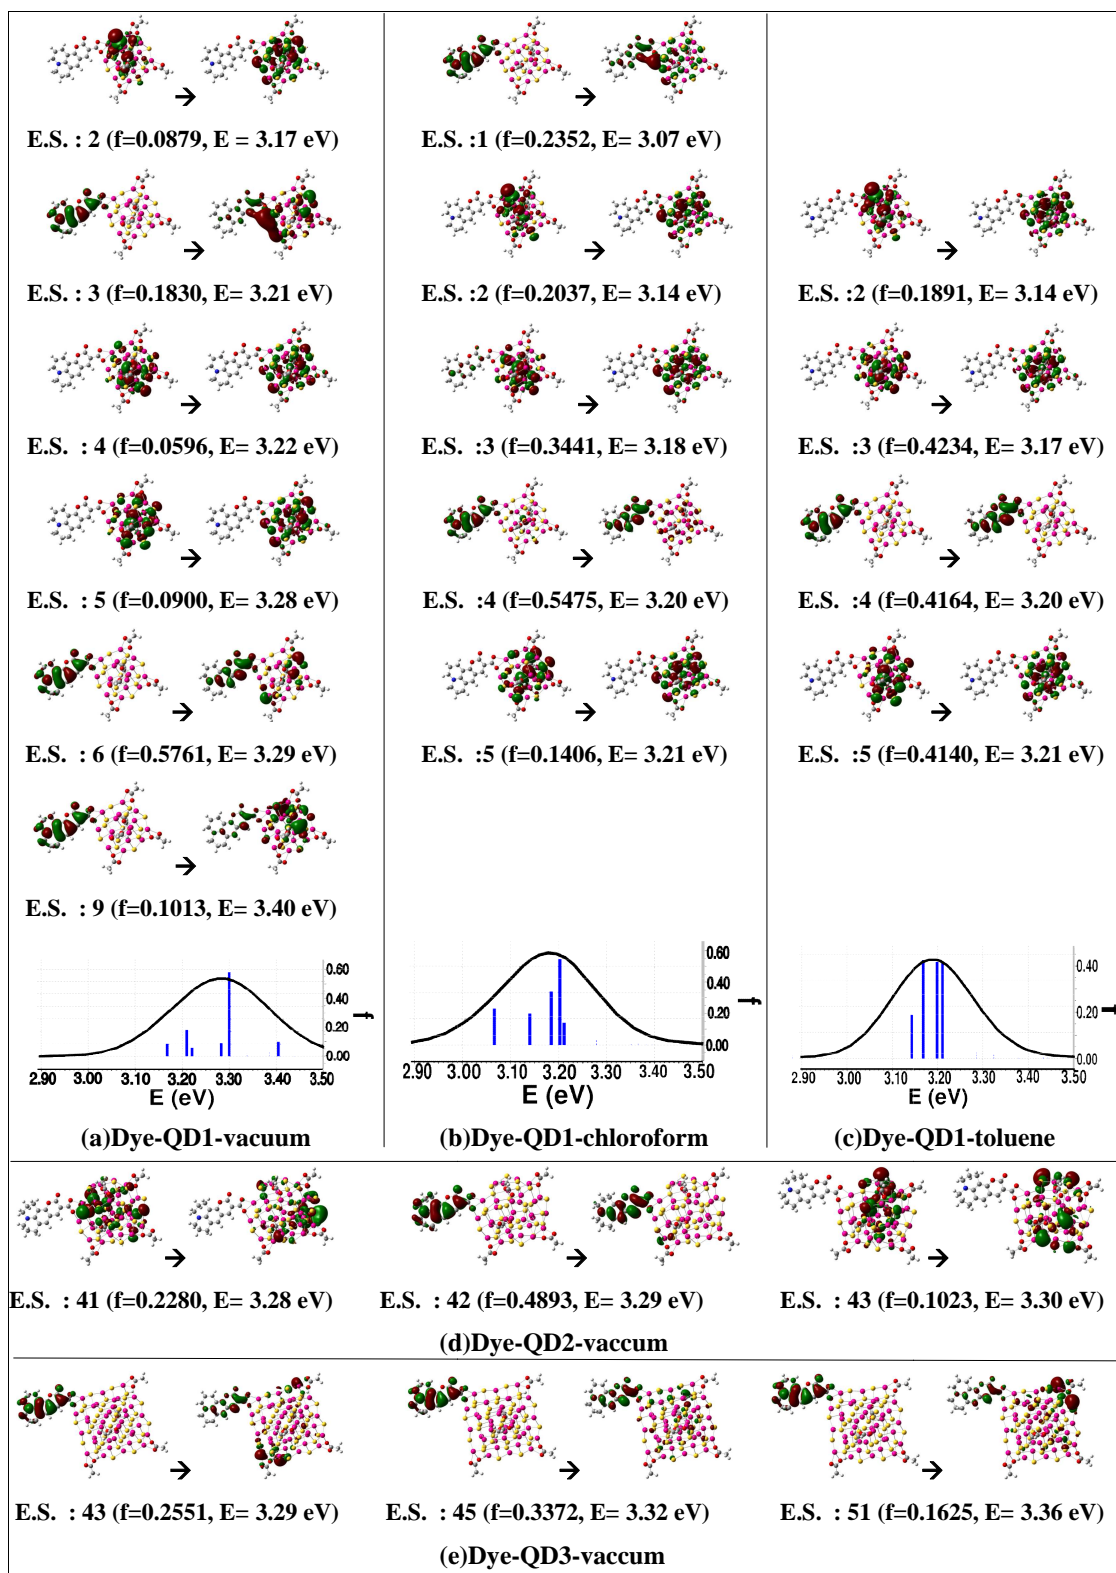 E.S. : 2 (f=0.0879, E = 3.17 eV)
E.S. : 3 (f=0.1830, E= 3.21 eV)
E.S. : 4 (f=0.0596, E= 3.22 eV)
E.S. : 5 (f=0.0900, E= 3.28 eV)
E.S. : 6 (f=0.5761, E= 3.29 eV)
E.S. : 9 (f=0.1013, E= 3.40 eV)
0.60
0.40
0.20
0.00
f
2.90 3.00 3.10 3.20 3.30 3.40 3.50
E (eV)
(a)Dye-QD1-vacuum
E.S. :1 (f=0.2352, E= 3.07 eV)
E.S. :2 (f=0.2037, E= 3.14 eV)
E.S. :3 (f=0.3441, E= 3.18 eV)
E.S. :4 (f=0.5475, E= 3.20 eV)
E.S. :5 (f=0.1406, E= 3.21 eV)
0.60
0.40
0.20
0.00
f
2.90 3.00 3.10 3.20 3.30 3.40 3.50
E (eV)
(b)Dye-QD1-chloroform
E.S. :2 (f=0.1891, E= 3.14 eV)
E.S. :3 (f=0.4234, E= 3.17 eV)
E.S. :4 (f=0.4164, E= 3.20 eV)
E.S. :5 (f=0.4140, E= 3.21 eV)
0.40
0.20
0.00
2.90 3.00 3.10 3.20 3.30 3.40 3.50
E (eV)
(c)Dye-QD1-toluene
E.S. : 41 (f=0.2280, E= 3.28 eV) E.S. : 42 (f=0.4893, E= 3.29 eV) E.S. : 43 (f=0.1023, E= 3.30 eV)
(d)Dye-QD2-vaccum
E.S. : 43 (f=0.2551, E= 3.29 eV) E.S. : 45 (f=0.3372, E= 3.32 eV) E.S. : 51 (f=0.1625, E= 3.36 eV)
(e)Dye-QD3-vaccum